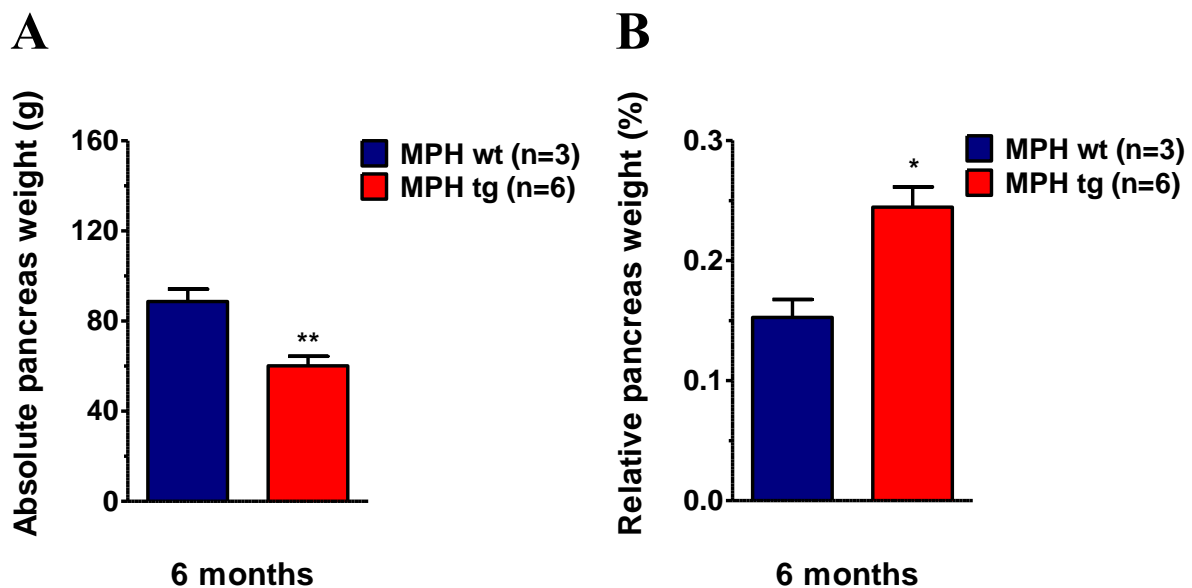 A
Absolute pancreas weight (g)
160
120
80
40
0
**
MPH wt (n=3)
MPH tg (n=6)
6 months
B
Relative pancreas weight (%)
0.3
0.2
0.1
0.0
*
MPH wt (n=3)
MPH tg (n=6)
6 months